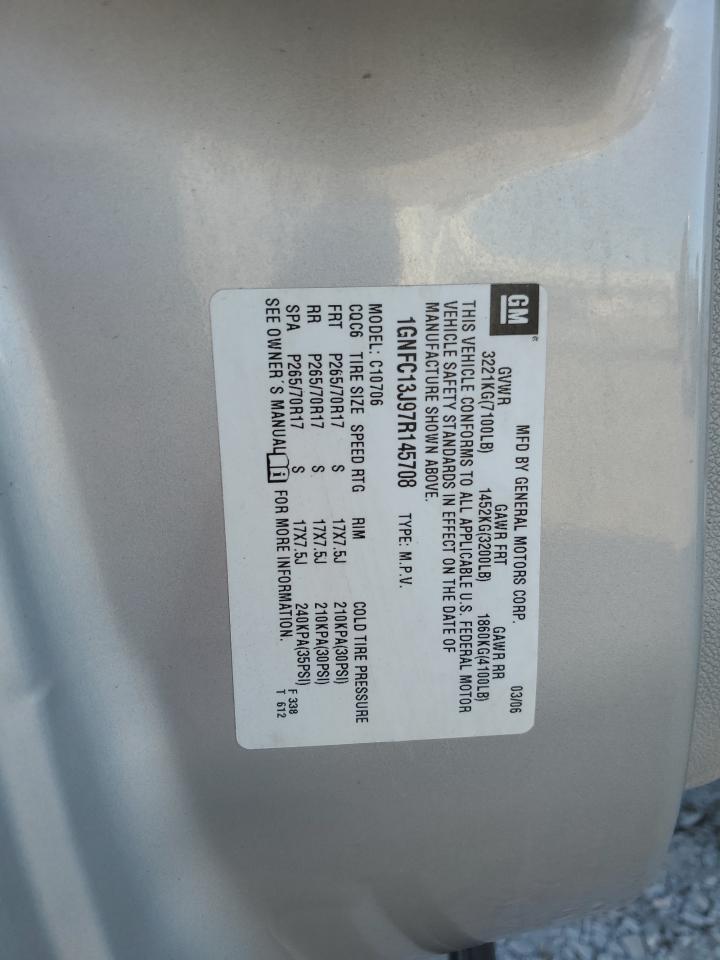 GM
MFD BY GENERAL MOTORS CORP. 03/06
GVWR GAWR FRT GAWR RR
3221KG(7100LB) 1452KG(3200LB) 1860KG(4100LB)
THIS VEHICLE CONFORMS TO ALL APPLICABLE U.S. FEDERAL MOTOR
VEHICLE SAFETY STANDARDS IN EFFECT ON THE DATE OF
MANUFACTURE SHOWN ABOVE.
1GNFC13J97R145708 TYPE: M.P.V.
MODEL: C10706
CQC6 TIRE SIZE SPEED RTG RIM COLD TIRE PRESSURE
FRT P265/70R17 S 17X7.5J 210KPA(30PSI)
RR P265/70R17 S 17X7.5J 210KPA(30PSI)
SPA P265/70R17 S 17X7.5J 240KPA(35PSI) F 338
SEE OWNER'S MANUAL FOR MORE INFORMATION. T 612